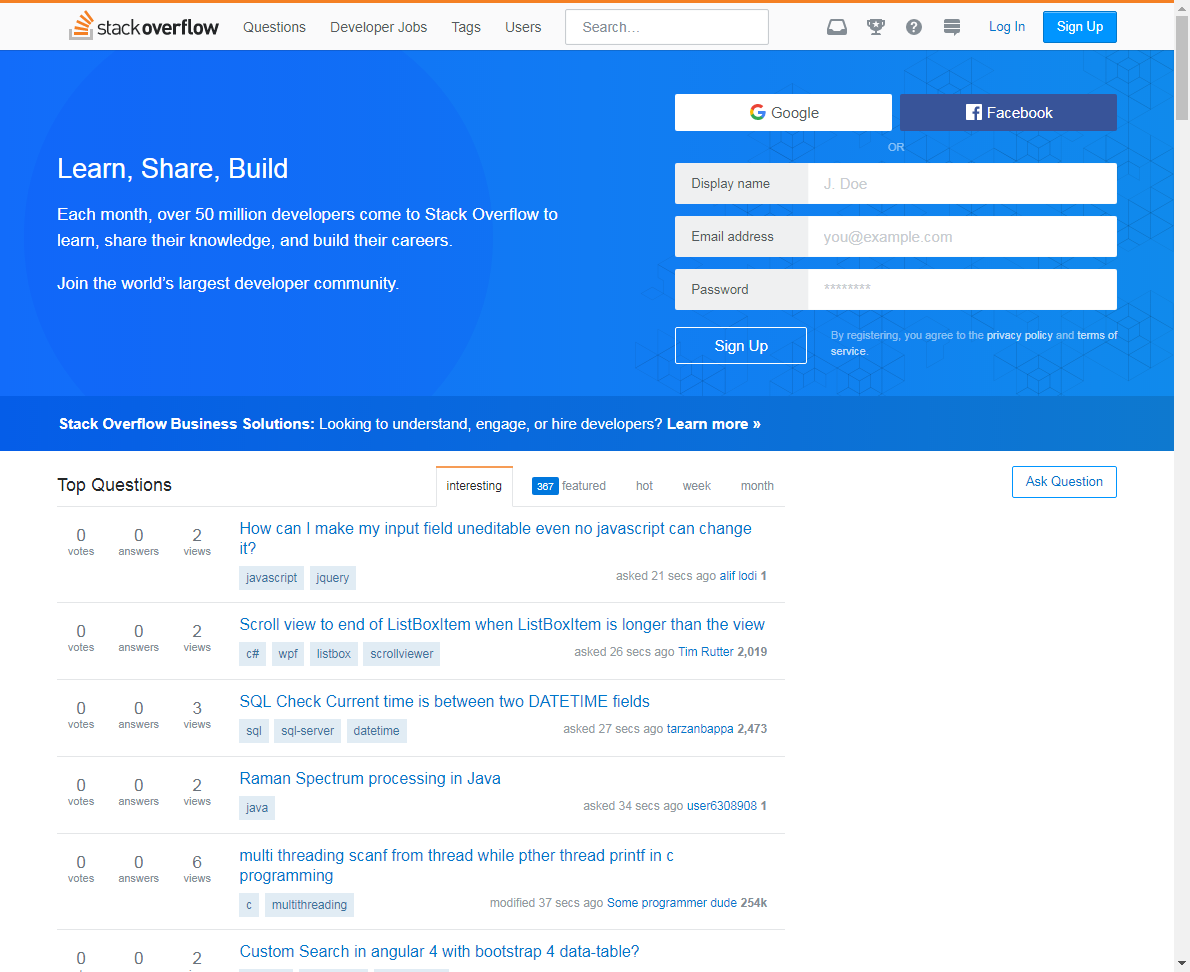 stackoverflow Questions Developer Jobs Tags Users Search... Log In Sign Up
Google Facebook
OR
Learn, Share, Build
Each month, over 50 million developers come to Stack Overflow to
learn, share their knowledge, and build their careers.
Join the world's largest developer community.
Display name J. Doe
Email address you@example.com
Password ********
Sign Up
By registering, you agree to the privacy policy and terms of
service.
Stack Overflow Business Solutions: Looking to understand, engage, or hire developers? Learn more »
Top Questions interesting 367 featured hot week month Ask Question
0 votes 0 answers 2 views
How can I make my input field uneditable even no javascript can change
it?
javascript jquery
asked 21 secs ago alif lodi 1
0 votes 0 answers 2 views
Scroll view to end of ListBoxItem when ListBoxItem is longer than the view
c# wpf listbox scrollviewer
asked 26 secs ago Tim Rutter 2,019
0 votes 0 answers 3 views
SQL Check Current time is between two DATETIME fields
sql sql-server datetime
asked 27 secs ago tarzanbappa 2,473
0 votes 0 answers 2 views
Raman Spectrum processing in Java
java
asked 34 secs ago user6308908 1
0 votes 0 answers 6 views
multi threading scanf from thread while pther thread printf in c
programming
c multithreading
modified 37 secs ago Some programmer dude 254k
0 0 2
Custom Search in angular 4 with bootstrap 4 data-table?